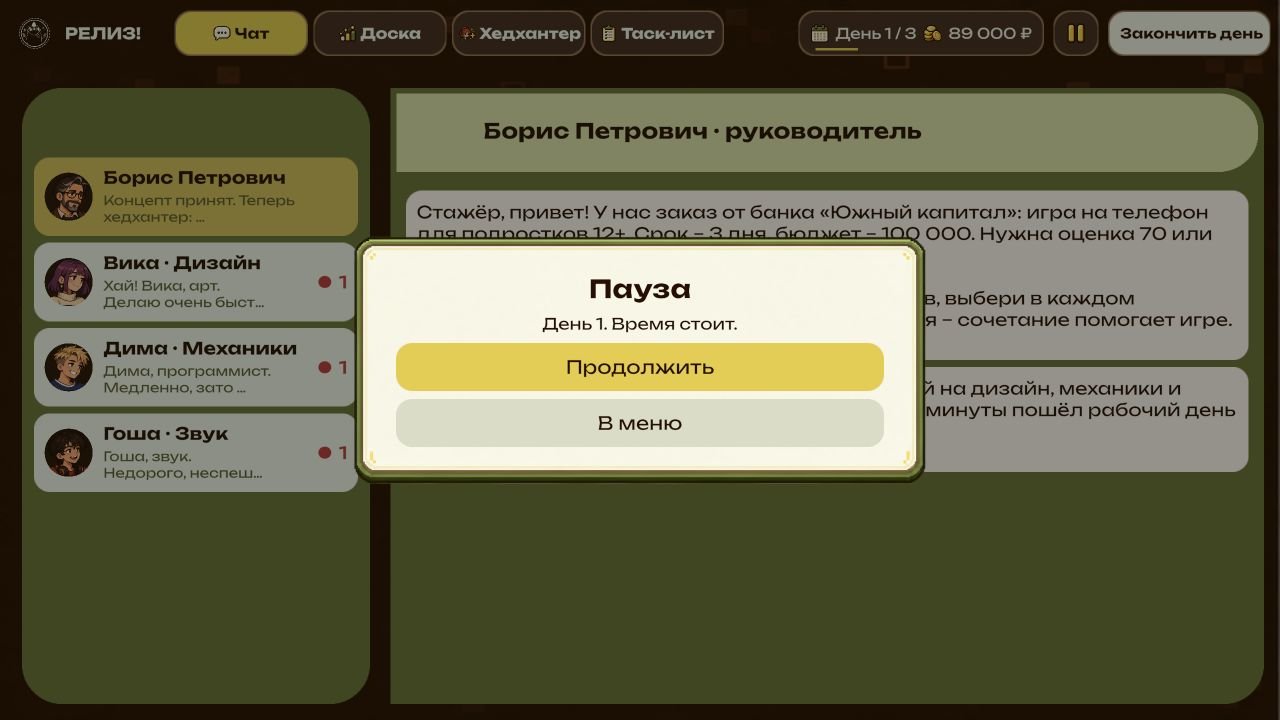 РЕЛИЗ!
Чат
Доска
Хедхантер
Таск-лист
День 1 / 3
89 000 ₽
Закончить день
Борис Петрович
Концепт принят. Теперь
хедхантер: ...
Вика · Дизайн
Хай! Вика, арт.
Делаю очень быст...
1
Дима · Механики
Дима, программист.
Медленно, зато ...
1
Гоша · Звук
Гоша, звук.
Недорого, неспеш...
1
Борис Петрович · руководитель
Стажёр, привет! У нас заказ от банка «Южный капитал»: игра на телефон
для подростков 12+. Срок – 3 дня, бюджет – 100 000. Нужна оценка 70 или
в, выбери в каждом
я – сочетание помогает игре.
й на дизайн, механики и
минуты пошёл рабочий день
Пауза
День 1. Время стоит.
Продолжить
В меню